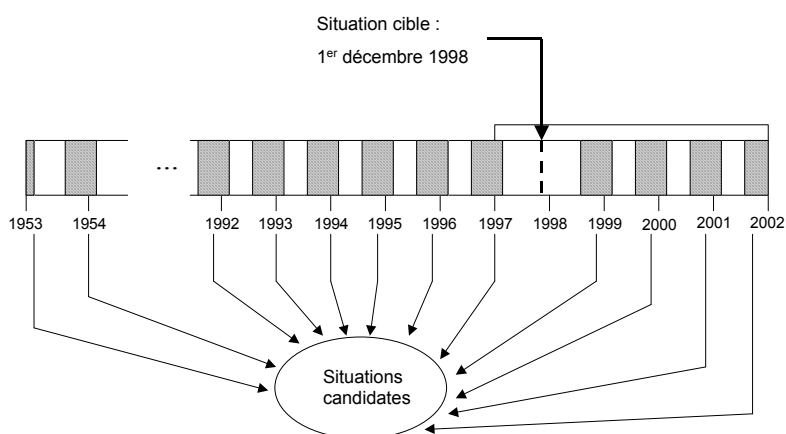 Situation cible :
1er décembre 1998
...
1953 1954 1992 1993 1994 1995 1996 1997 1998 1999 2000 2001 2002
Situations
candidates